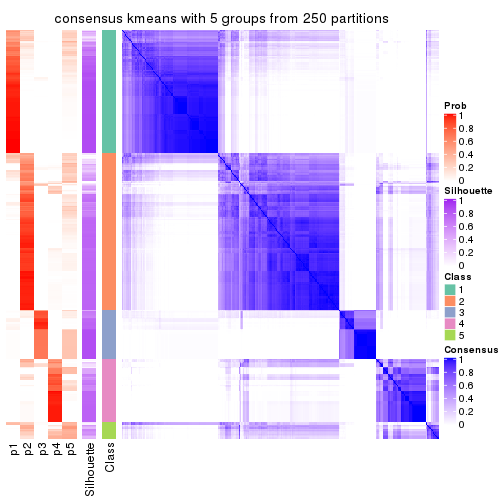 consensus kmeans with 5 groups from 250 partitions
p1
p2
p3
p4
p5
Silhouette
Class
Prob
1
0.8
0.6
0.4
0.2
0
Silhouette
1
0.8
0.6
0.4
0.2
0
Class
1
2
3
4
5
Consensus
1
0.8
0.6
0.4
0.2
0